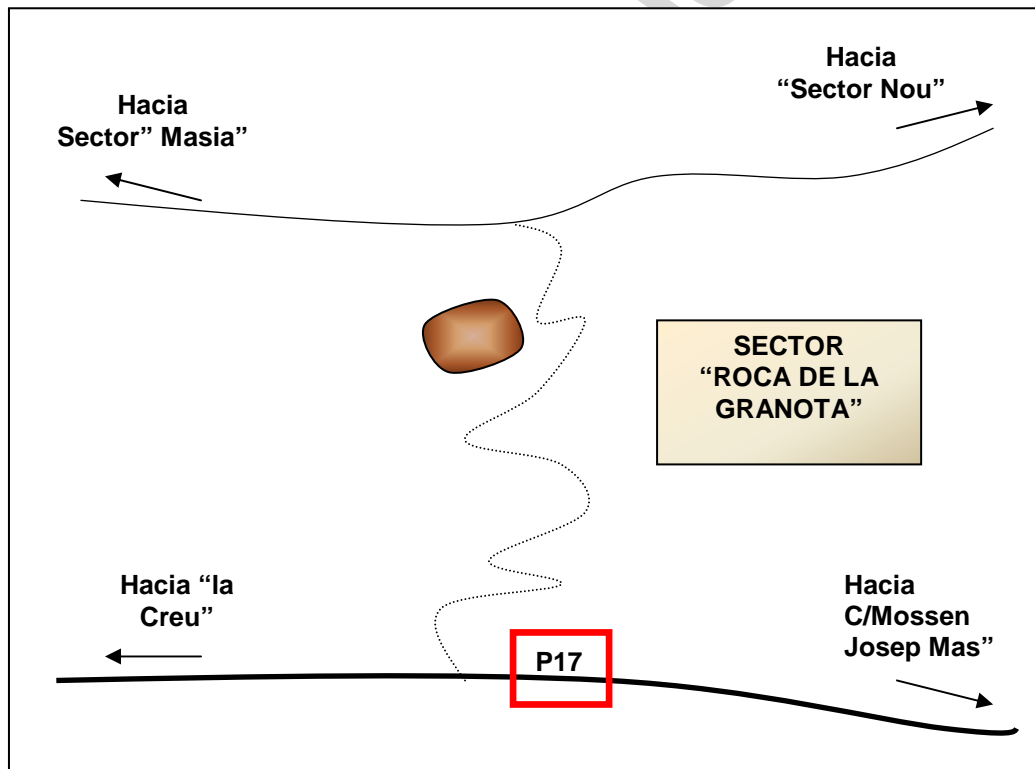 Hacia
“Sector Nou”
Hacia
Sector” Masia”
SECTOR
“ROCA DE LA
GRANOTA”
Hacia “la
Creu”
Hacia
C/Mossen
Josep Mas”
P17